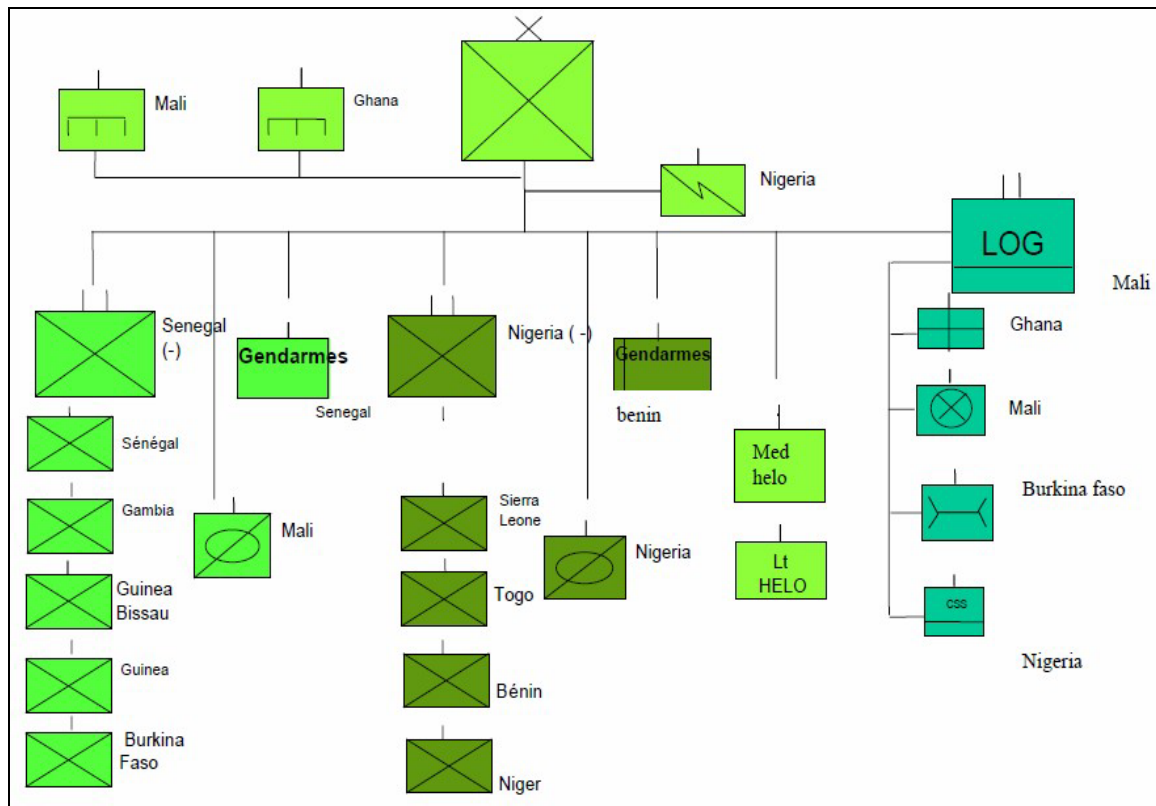 Mali
Ghana
Nigeria
LOG
Mali
Senegal
(-)
Gendarmes
Senegal
Nigeria ( -)
Gendarmes
benin
Ghana
Mali
Burkina faso
css
Nigeria
Sénégal
Gambia
Guinea
Bissau
Guinea
Burkina
Faso
Mali
Sierra
Leone
Togo
Bénin
Niger
Nigeria
Med
helo
Lt
HELO